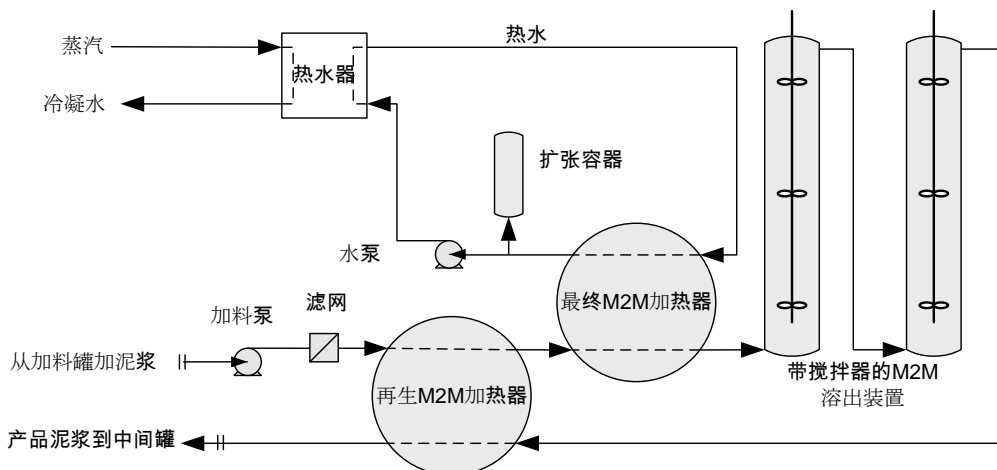 蒸汽
热水
热水器
冷凝水
扩张容器
水泵
最终M2M加热器
加料泵
滤网
从加料罐加泥浆
再生M2M加热器
带搅拌器的M2M
溶出装置
产品泥浆到中间罐